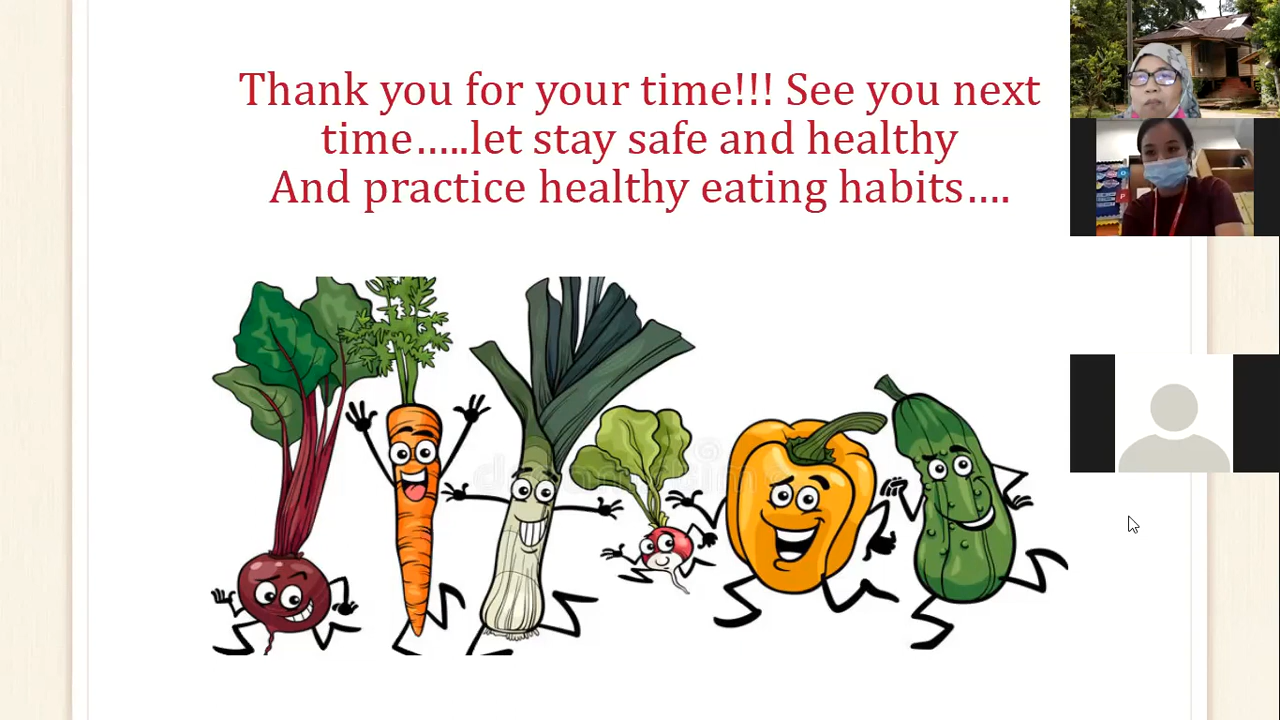 Thank you for your time!!! See you next
time…..let stay safe and healthy
And practice healthy eating habits….